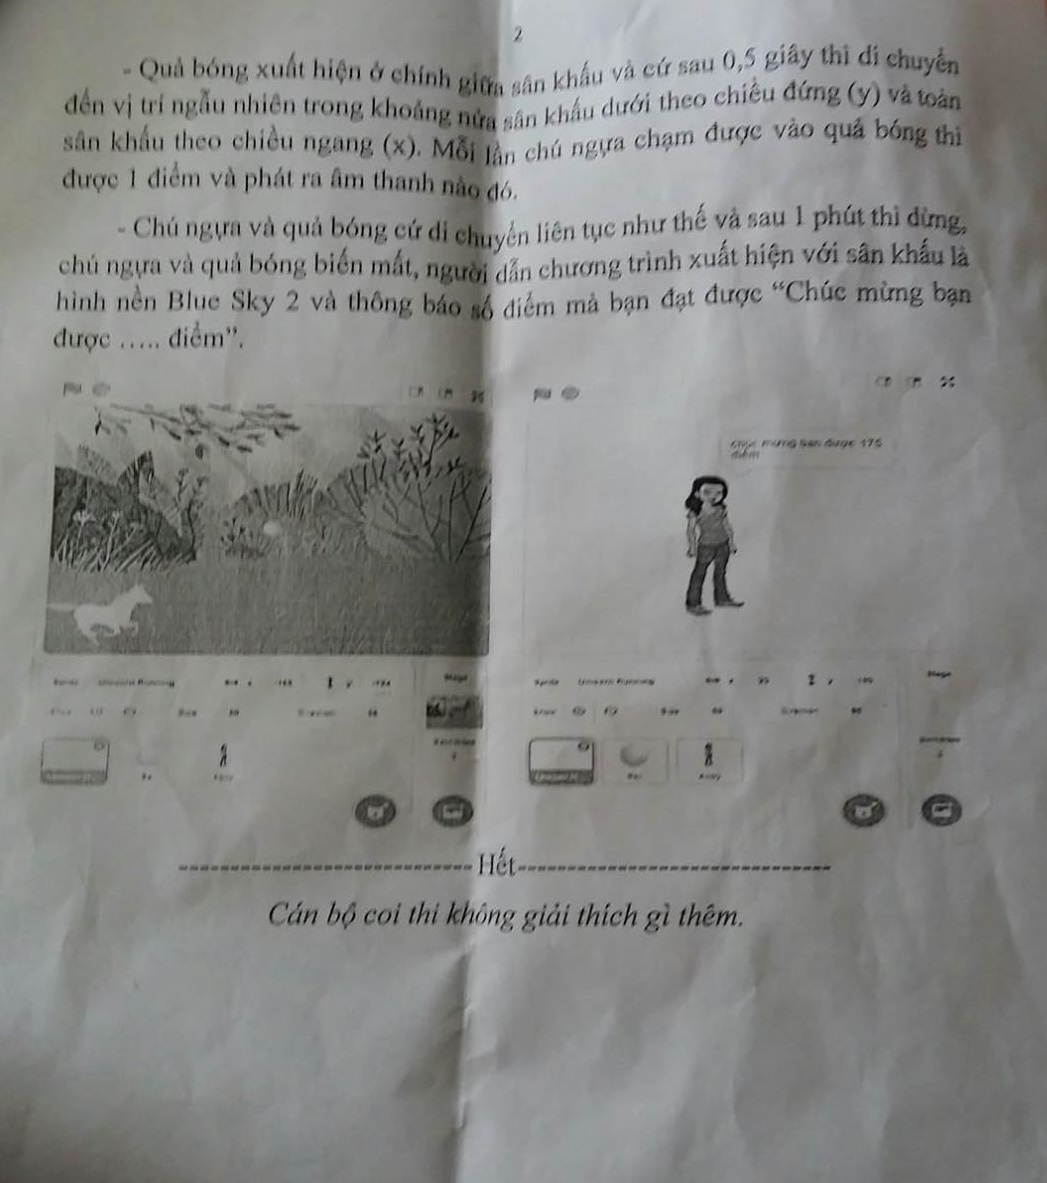 2
- Quả bóng xuất hiện ở chính giữa sân khấu và cứ sau 0,5 giây thì di chuyển
đến vị trí ngẫu nhiên trong khoảng nửa sân khấu dưới theo chiều đứng (y) và toàn
sân khấu theo chiều ngang (x). Mỗi lần chú ngựa chạm được vào quả bóng thì
được 1 điểm và phát ra âm thanh nào đó.
- Chú ngựa và quả bóng cứ di chuyển liên tục như thế và sau 1 phút thì dừng,
chú ngựa và quả bóng biến mất, người dẫn chương trình xuất hiện với sân khấu là
hình nền Blue Sky 2 và thông báo số điểm mà bạn đạt được “Chúc mừng bạn
được ..... điểm”.
Chúc mừng bạn được 175
điểm
Stage
Stage
Hết
Cán bộ coi thi không giải thích gì thêm.